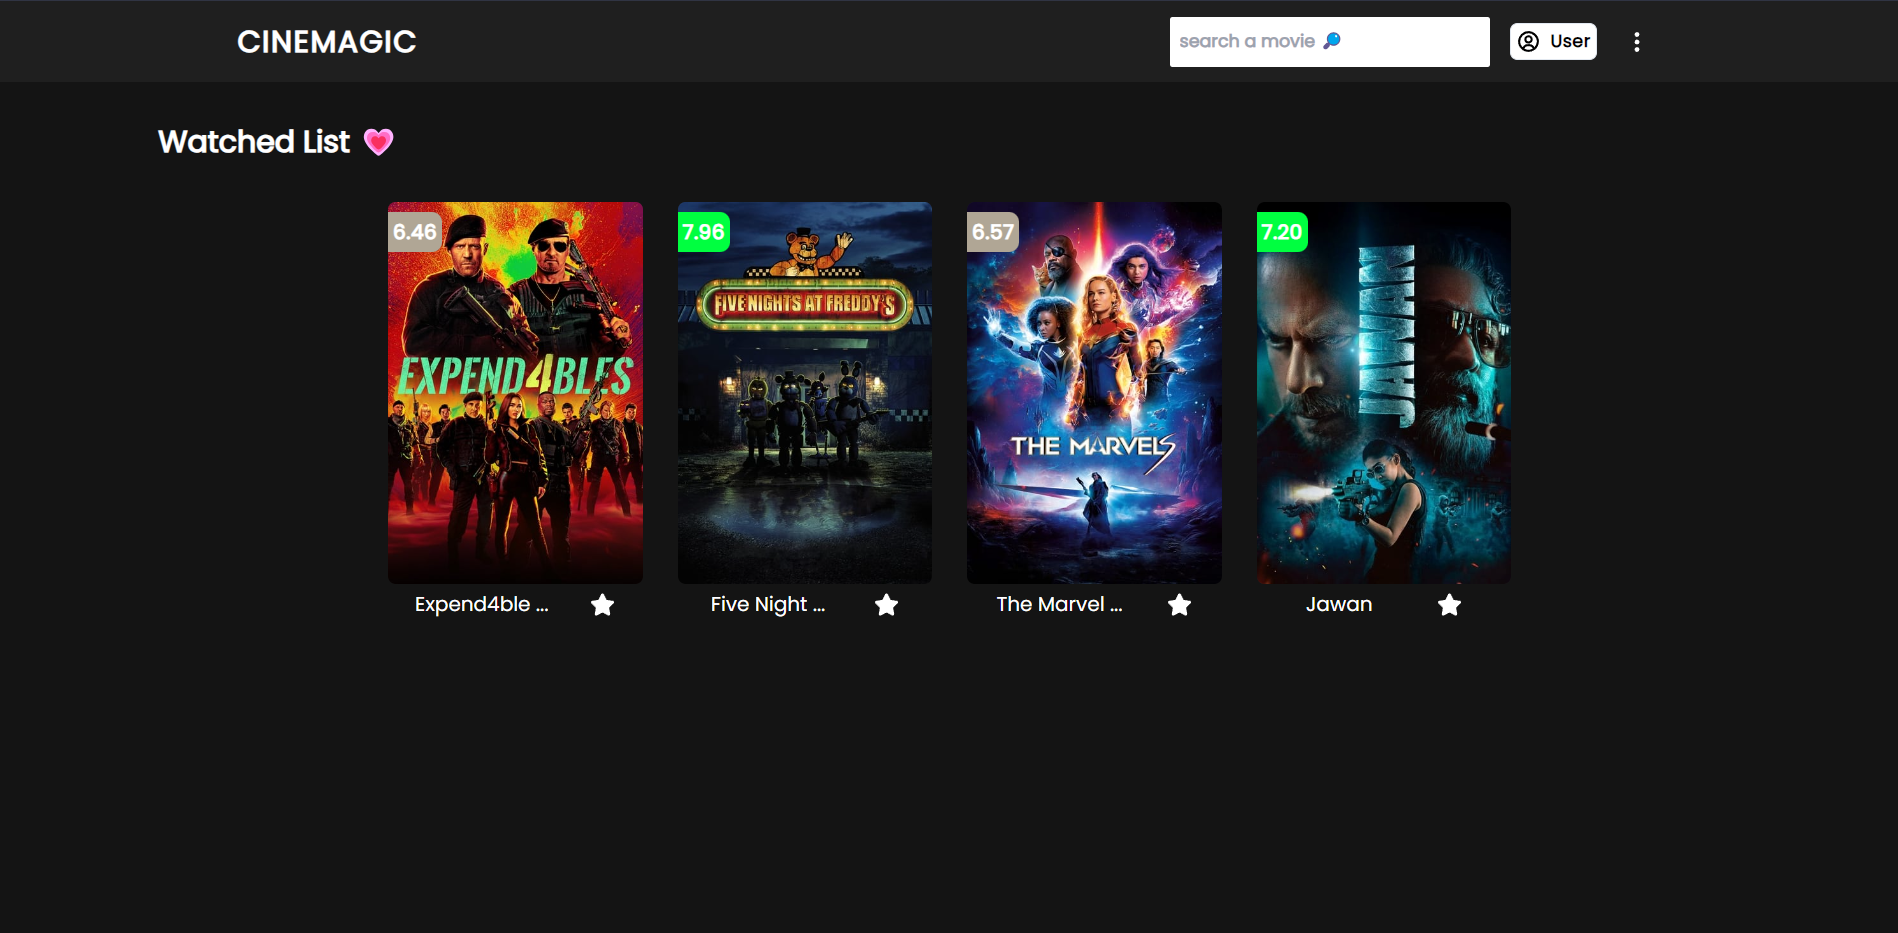 CINEMAGIC
search a movie 🔎
User
Watched List 💗
6.46
EXPEND4BLES
Expend4ble ...
7.96
FIVE NIGHTS AT FREDDY'S
Five Night ...
6.57
THE MARVELS
The Marvel ...
7.20
JAWAN
Jawan